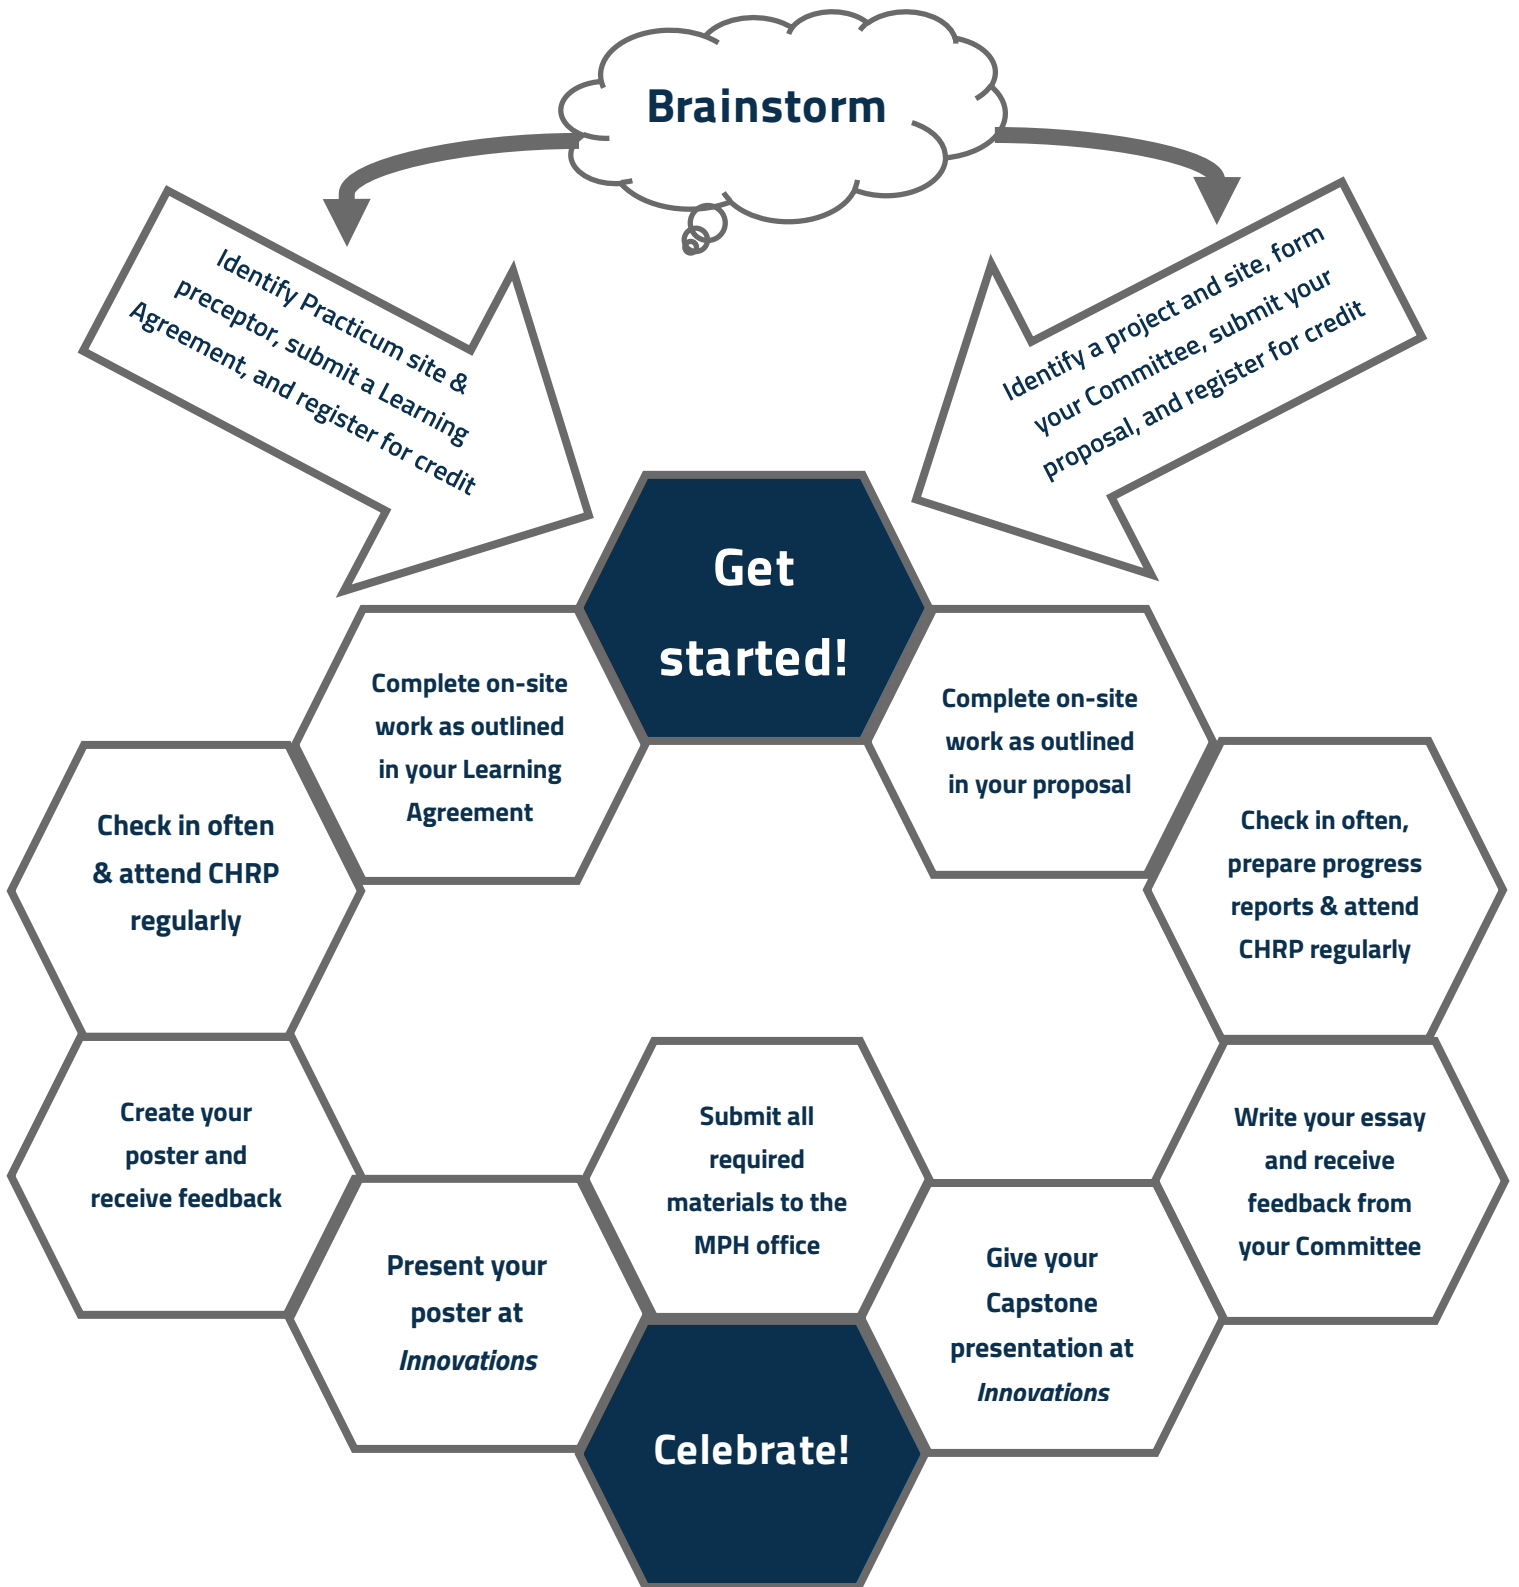 Brainstorm
Identify Practicum site &
preceptor, submit a Learning
Agreement, and register for credit
Identify a project and site, form
your Committee, submit your
proposal, and register for credit
Get
started!
Complete on-site
work as outlined
in your Learning
Agreement
Complete on-site
work as outlined
in your proposal
Check in often
& attend CHRP
regularly
Check in often,
prepare progress
reports & attend
CHRP regularly
Create your
poster and
receive feedback
Submit all
required
materials to the
MPH office
Write your essay
and receive
feedback from
your Committee
Present your
poster at
Innovations
Give your
Capstone
presentation at
Innovations
Celebrate!